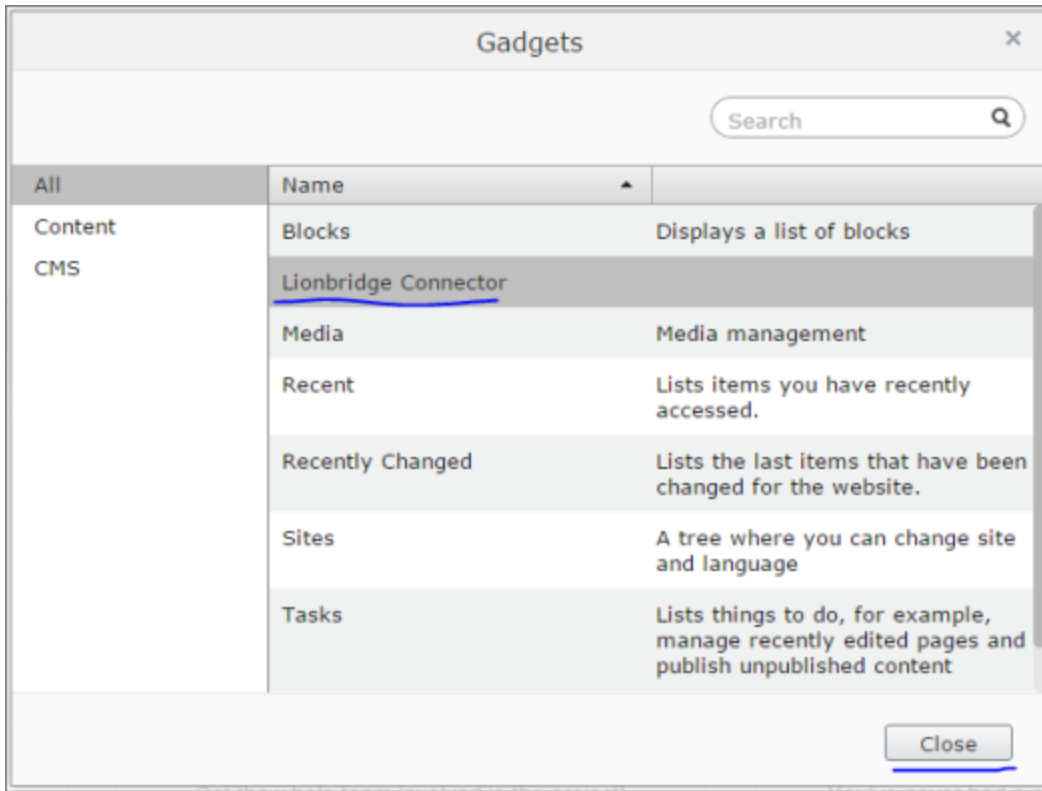 Gadgets
Search
All
Name
Content
Blocks
Displays a list of blocks
CMS
Lionbridge Connector
Media
Media management
Recent
Lists items you have recently
accessed.
Recently Changed
Lists the last items that have been
changed for the website.
Sites
A tree where you can change site
and language
Tasks
Lists things to do, for example,
manage recently edited pages and
publish unpublished content
Close